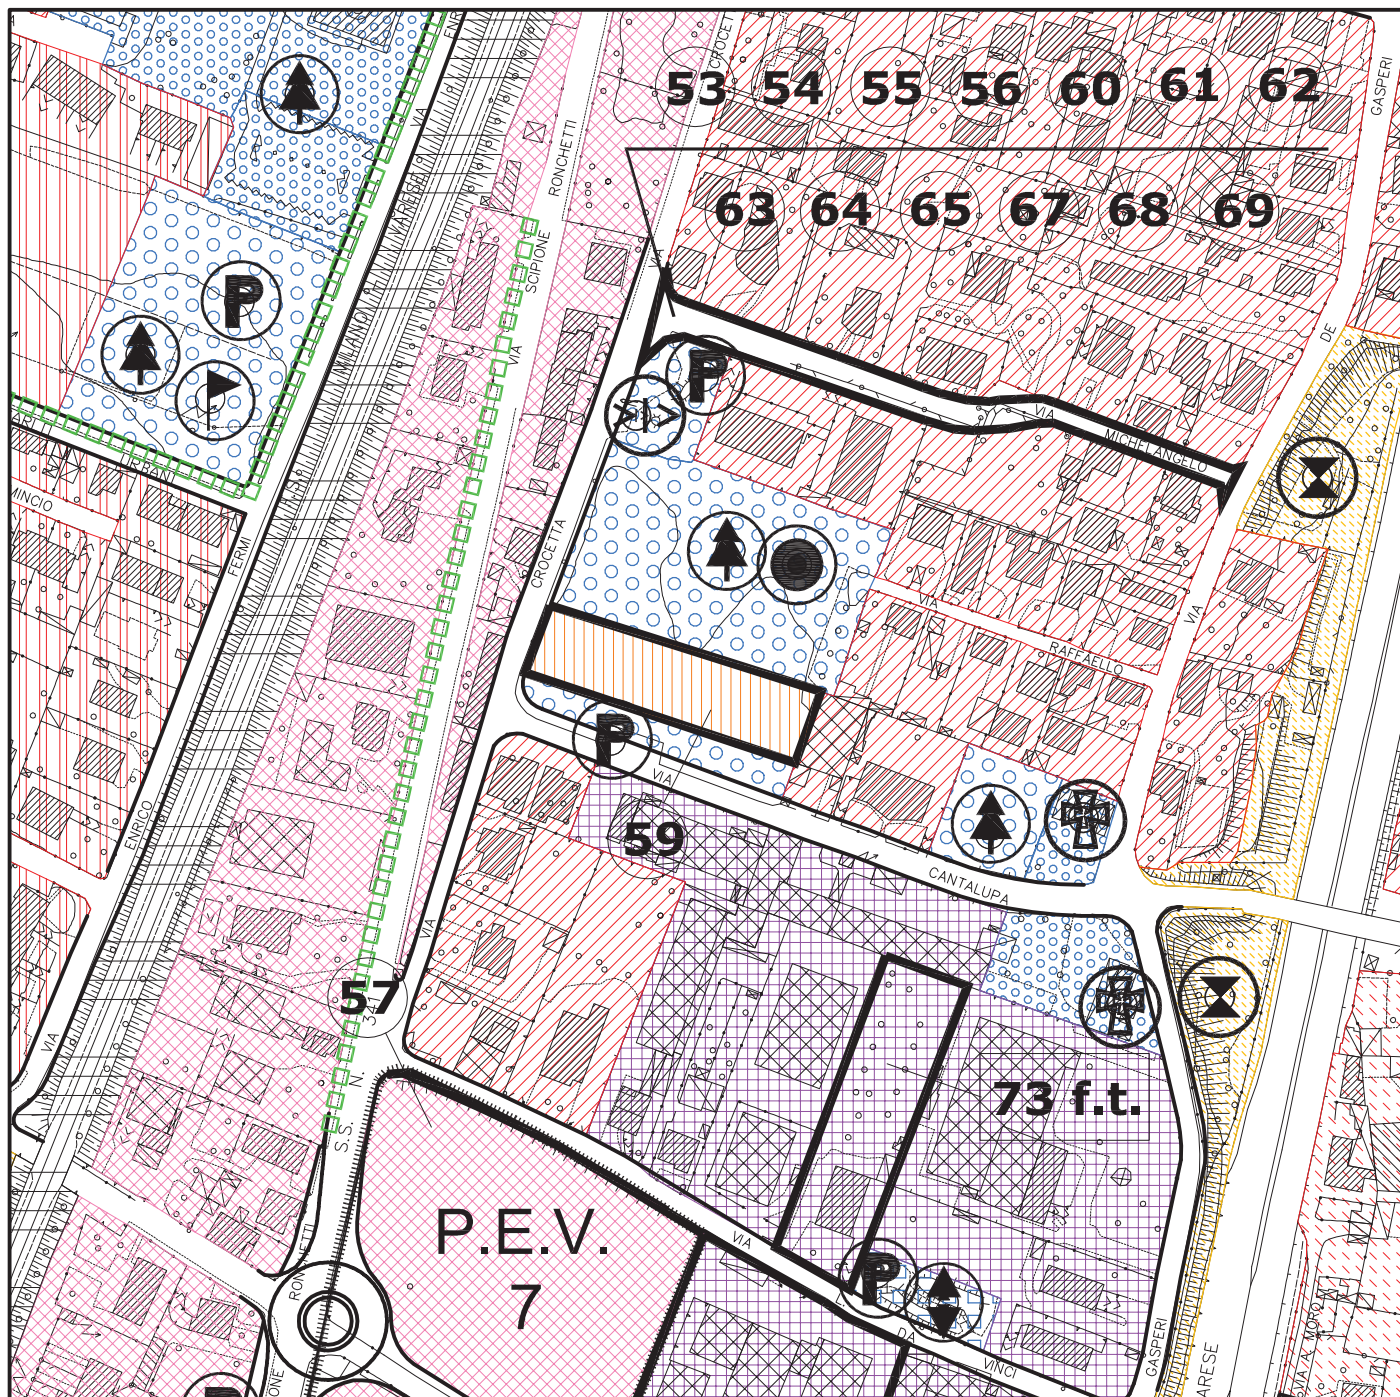 53 54 55 56 60 61 62
63 64 65 67 68 69
VIA
CROCET
GASPERI
DE
VIA
VARESE
MILANO
VIA
SCIPIONE
RONCHETTI
P
P
P
VIA
MICHELANGELO
URBANI
MINCIO
FERMI
ENRICO
VIA
CROCETTA
VIA
RAFFAELLO
VIA
P
VIA
CANTALUPA
59
57
S.S. N.
VIA
73 f.t.
P.E.V.
7
VIA
DA
VINCI
P
GASPERI
VIA A. MORO